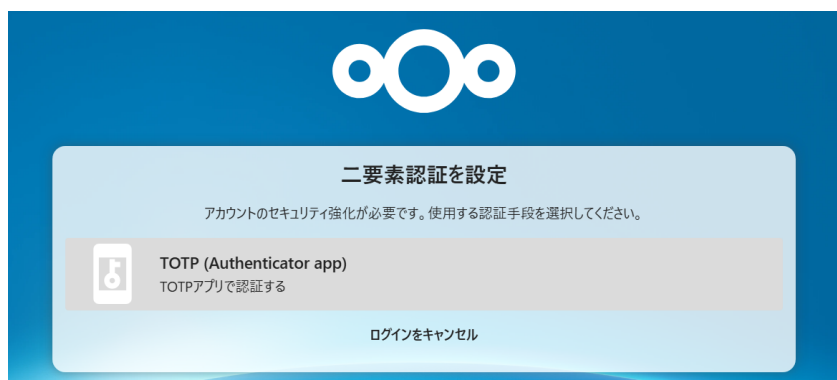 二要素認証を設定
アカウントのセキュリティ強化が必要です。使用する認証手段を選択してください。
TOTP (Authenticator app)
TOTPアプリで認証する
ログインをキャンセル